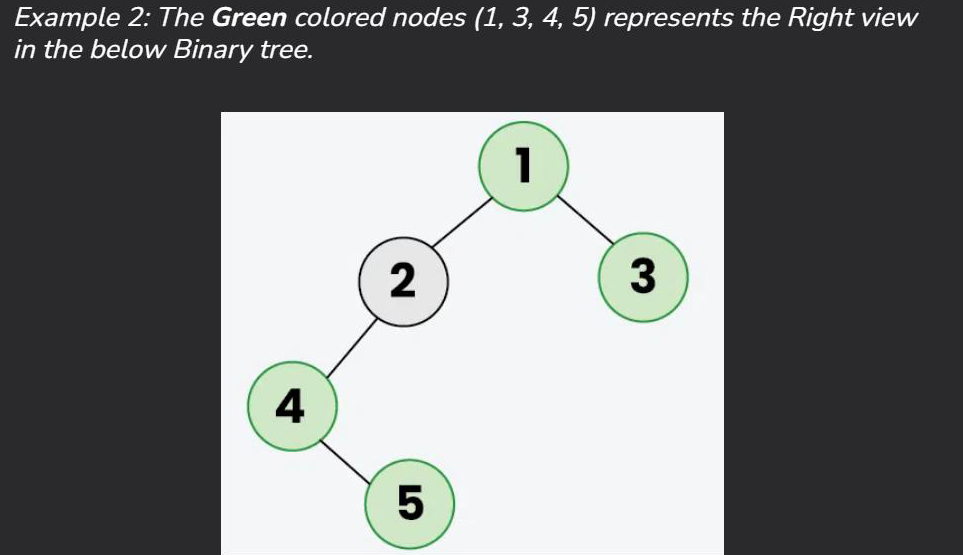 Example 2: The Green colored nodes (1, 3, 4, 5) represents the Right view
in the below Binary tree.
1
2
3
4
5